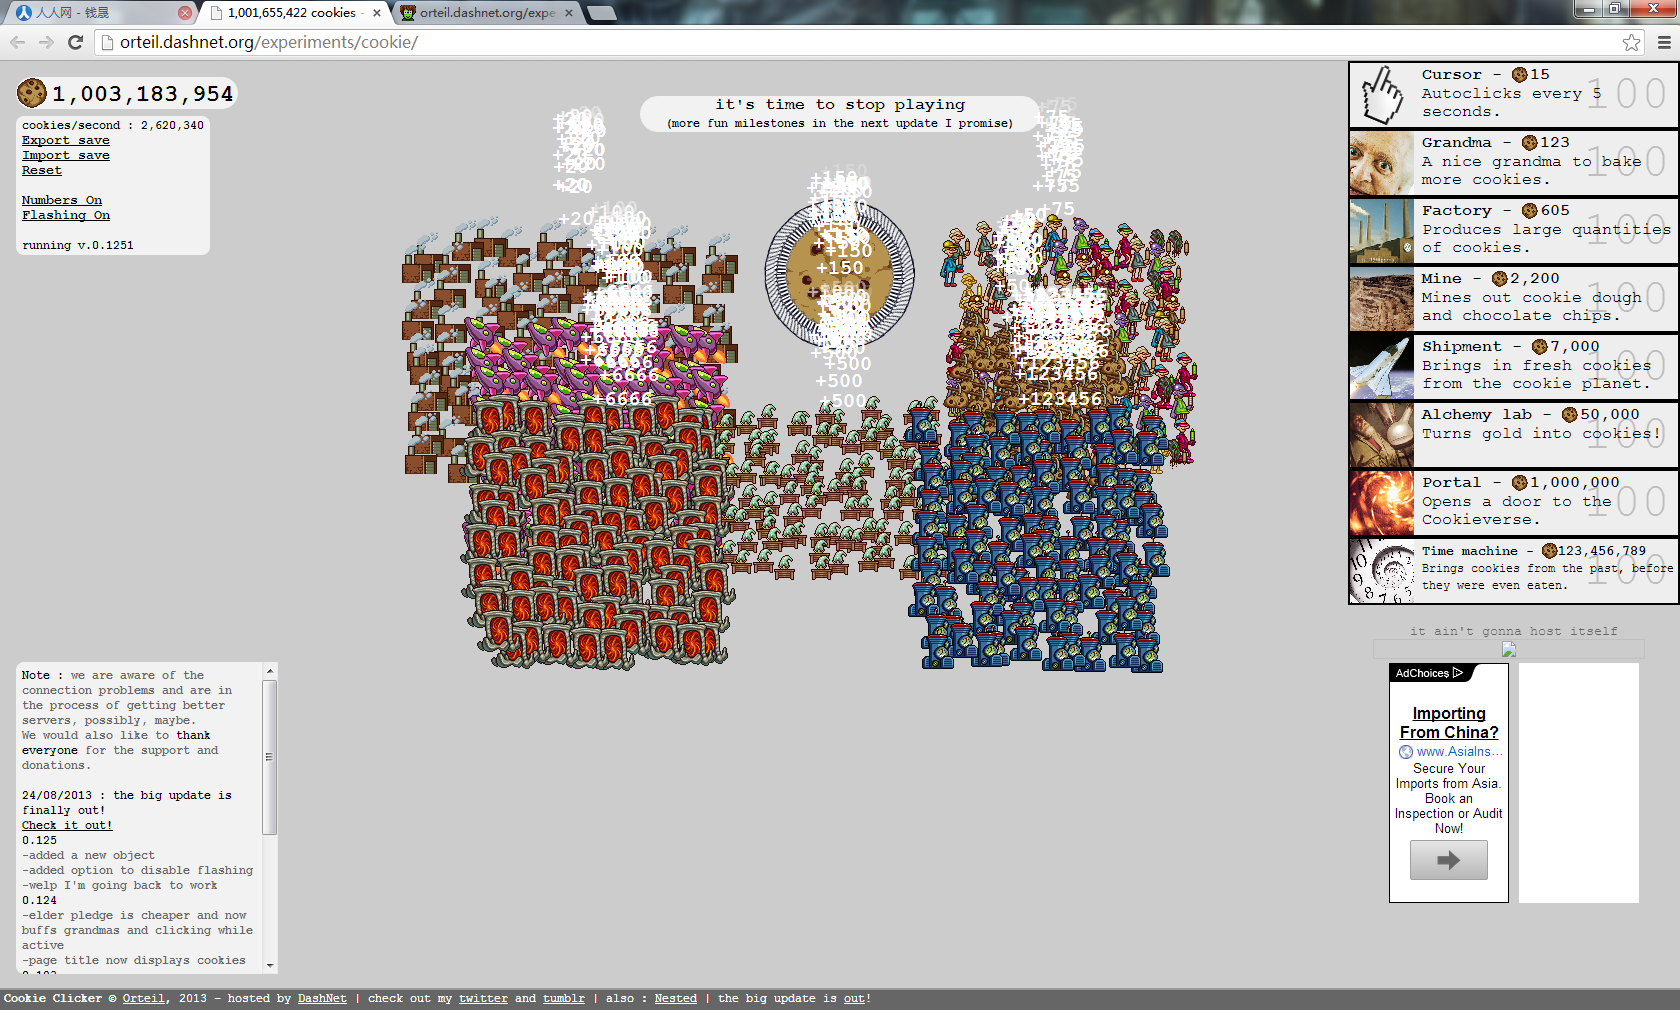 人人网 - 钱晟
1,001,655,422 cookies -
orteil.dashnet.org/expe
orteil.dashnet.org/experiments/cookie/
1,003,183,954
cookies/second : 2,620,340
Export save
Import save
Reset
Numbers On
Flashing On
running v.0.1251
it's time to stop playing
(more fun milestones in the next update I promise)
+20
+75
+150
+20
+100
+50
+150
+500
+500
+500
+6666
+6666
+123456
+123456
Cursor - 15
Autoclicks every 5
seconds.
100
Grandma - 123
A nice grandma to bake
more cookies.
100
Factory - 605
Produces large quantities
of cookies.
100
Mine - 2,200
Mines out cookie dough
and chocolate chips.
100
Shipment - 7,000
Brings in fresh cookies
from the cookie planet.
100
Alchemy lab - 50,000
Turns gold into cookies!
100
Portal - 1,000,000
Opens a door to the
Cookieverse.
100
Time machine - 123,456,789
Brings cookies from the past, before
they were even eaten.
100
it ain't gonna host itself
AdChoices
Importing
From China?
www.AsiaIns...
Secure Your
Imports from Asia.
Book an
Inspection or Audit
Now!
Note : we are aware of the
connection problems and are in
the process of getting better
servers, possibly, maybe.
We would also like to thank
everyone for the support and
donations.
24/08/2013 : the big update is
finally out!
Check it out!
0.125
-added a new object
-added option to disable flashing
-welp I'm going back to work
0.124
-elder pledge is cheaper and now
buffs grandmas and clicking while
active
-page title now displays cookies
Cookie Clicker © Orteil, 2013 - hosted by DashNet | check out my twitter and tumblr | also : Nested | the big update is out!